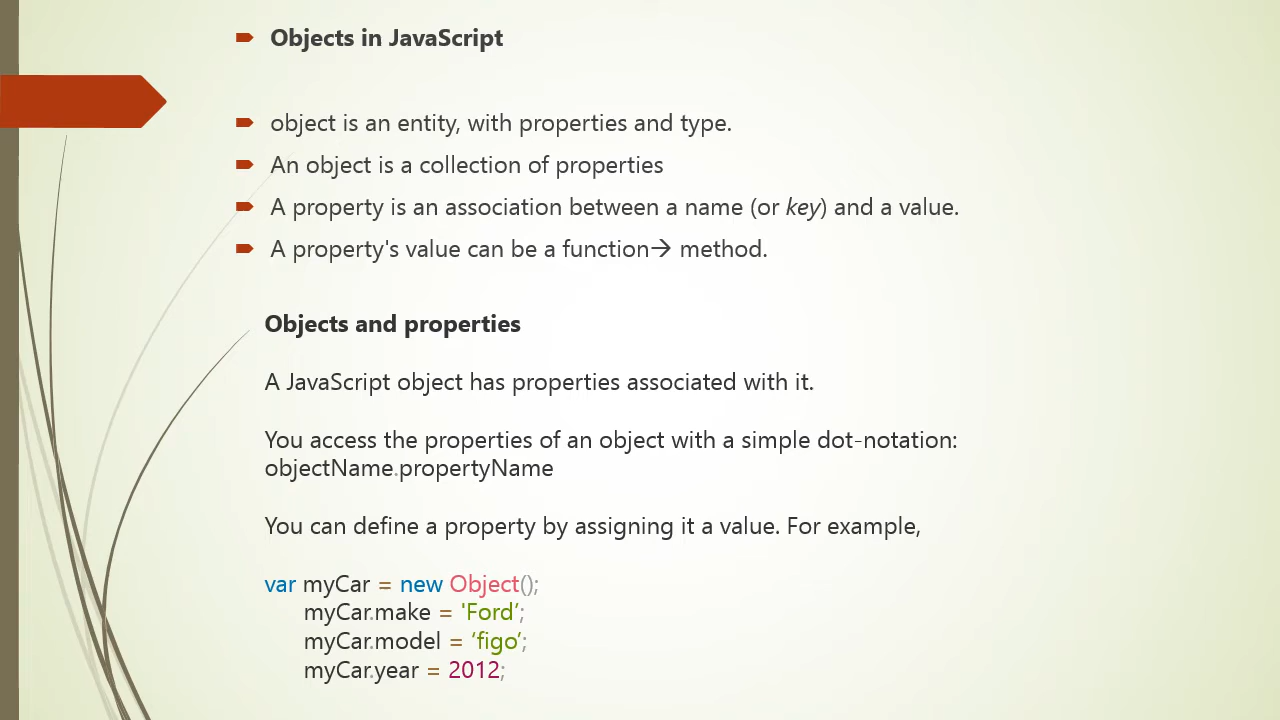 Objects in JavaScript
object is an entity, with properties and type.
An object is a collection of properties
A property is an association between a name (or key) and a value.
A property's value can be a function→ method.
Objects and properties
A JavaScript object has properties associated with it.
You access the properties of an object with a simple dot-notation:
objectName.propertyName
You can define a property by assigning it a value. For example,
var myCar = new Object();
myCar.make = 'Ford’;
myCar.model = ‘figo’;
myCar.year = 2012;